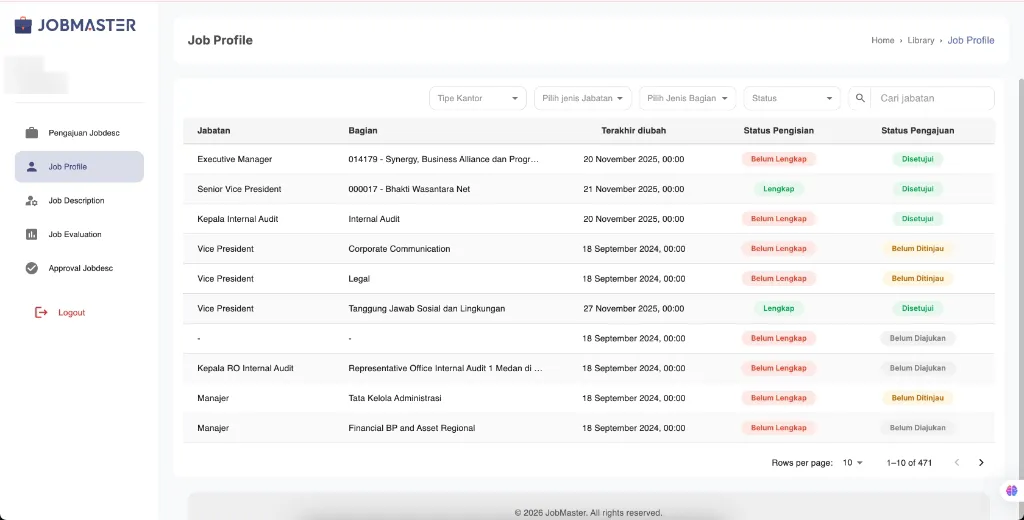 JOBMASTER
Job Profile
Home › Library › Job Profile
Pengajuan Jobdesc
Job Profile
Job Description
Job Evaluation
Approval Jobdesc
Logout
Tipe Kantor Pilih jenis Jabatan Pilih Jenis Bagian Status Cari jabatan
Jabatan Bagian Terakhir diubah Status Pengisian Status Pengajuan
Executive Manager 014179 - Synergy, Business Alliance dan Progr... 20 November 2025, 00:00 Belum Lengkap Disetujui
Senior Vice President 000017 - Bhakti Wasantara Net 21 November 2025, 00:00 Lengkap Disetujui
Kepala Internal Audit Internal Audit 20 November 2025, 00:00 Belum Lengkap Disetujui
Vice President Corporate Communication 18 September 2024, 00:00 Belum Lengkap Belum Ditinjau
Vice President Legal 18 September 2024, 00:00 Belum Lengkap Belum Ditinjau
Vice President Tanggung Jawab Sosial dan Lingkungan 27 November 2025, 00:00 Lengkap Disetujui
- - 18 September 2024, 00:00 Belum Lengkap Belum Diajukan
Kepala RO Internal Audit Representative Office Internal Audit 1 Medan di ... 18 September 2024, 00:00 Belum Lengkap Belum Diajukan
Manajer Tata Kelola Administrasi 18 September 2024, 00:00 Belum Lengkap Belum Ditinjau
Manajer Financial BP and Asset Regional 18 September 2024, 00:00 Belum Lengkap Belum Diajukan
Rows per page: 10 1–10 of 471
© 2026 JobMaster. All rights reserved.